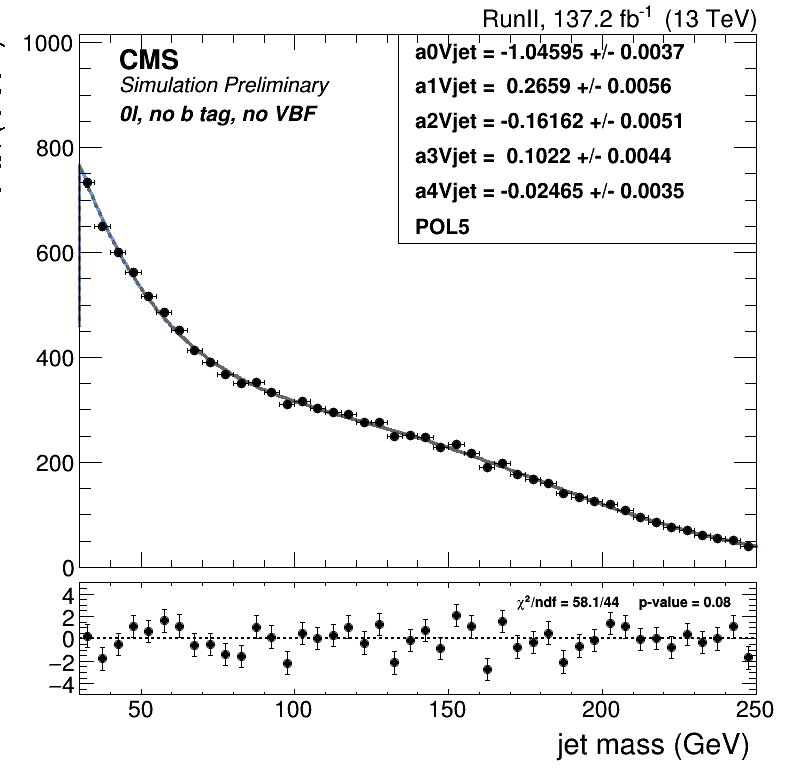 RunII, 137.2 fb-1 (13 TeV)
CMS
Simulation Preliminary
0l, no b tag, no VBF
a0Vjet = -1.04595 +/- 0.0037
a1Vjet = 0.2659 +/- 0.0056
a2Vjet = -0.16162 +/- 0.0051
a3Vjet = 0.1022 +/- 0.0044
a4Vjet = -0.02465 +/- 0.0035
POL5
1000
800
600
400
200
0
χ²/ndf = 58.1/44 p-value = 0.08
4
2
0
−2
−4
50 100 150 200 250
jet mass (GeV)